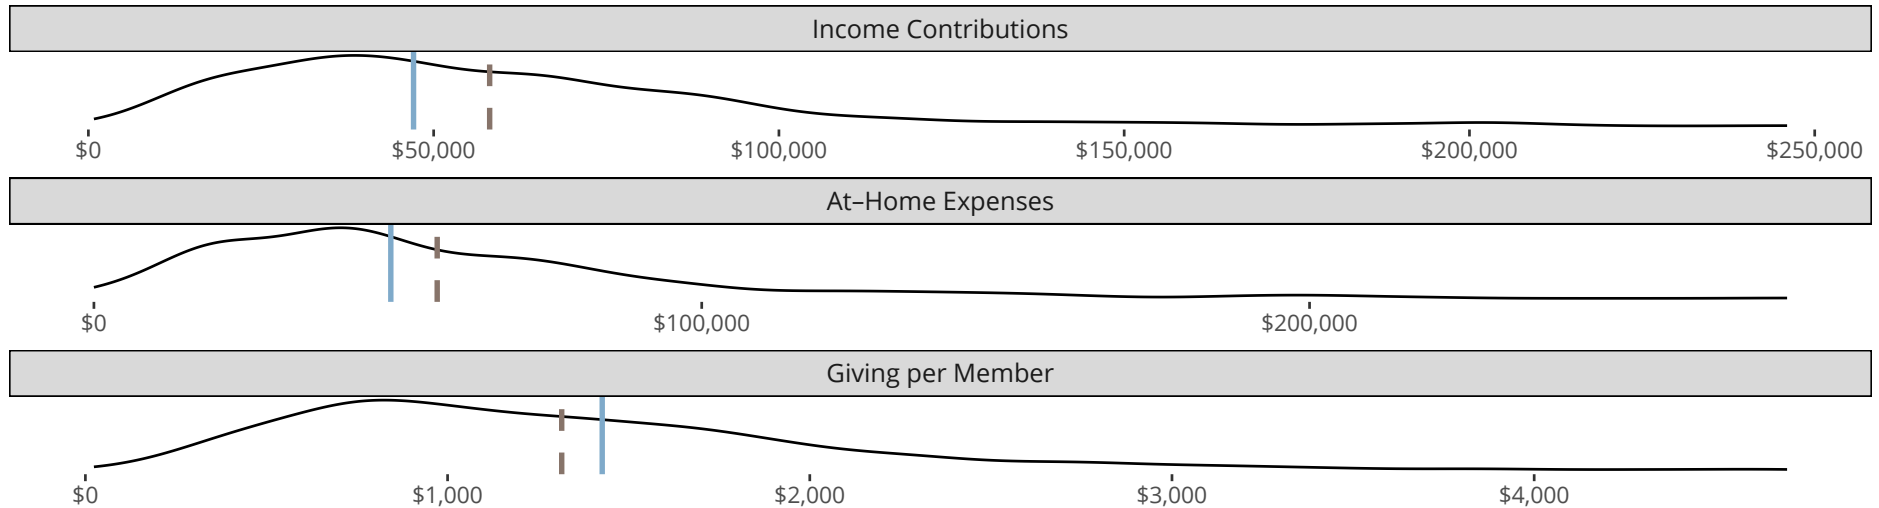 Income Contributions
$0 $50,000 $100,000 $150,000 $200,000 $250,000
At–Home Expenses
$0 $100,000 $200,000
Giving per Member
$0 $1,000 $2,000 $3,000 $4,000